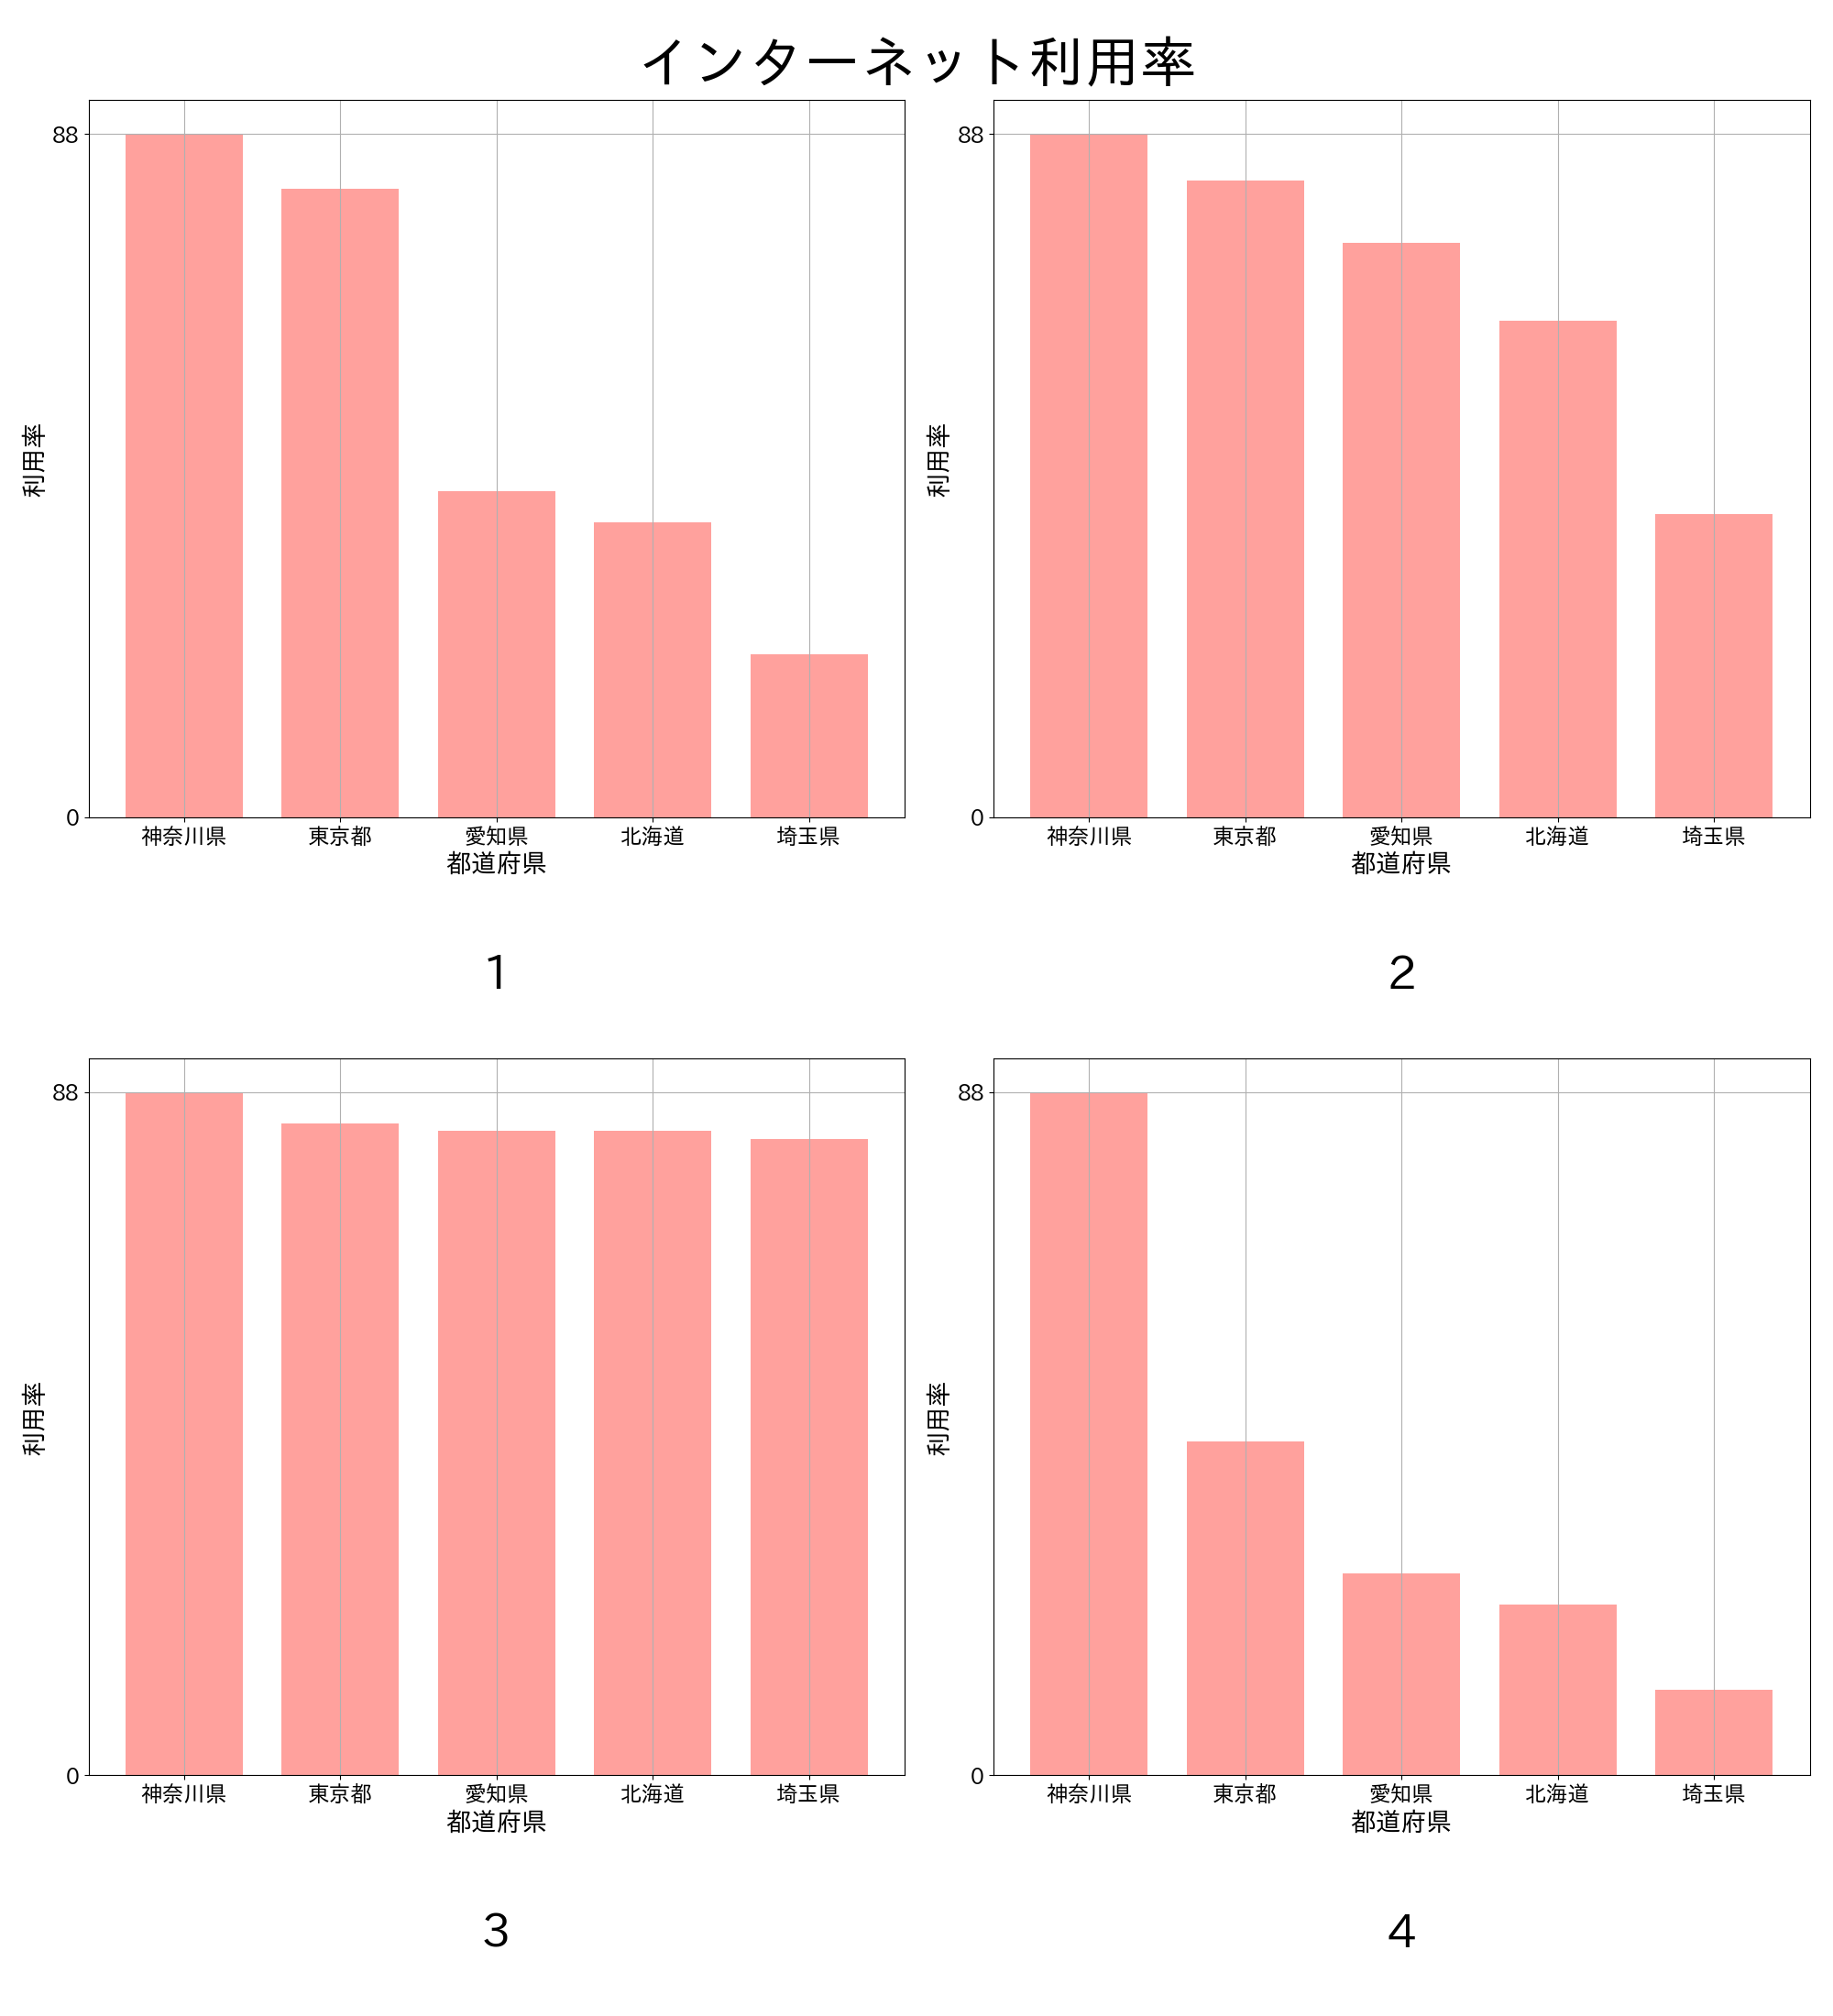 インターネット利用率
88
利用率
0
神奈川県 東京都 愛知県 北海道 埼玉県
都道府県
1
88
利用率
0
神奈川県 東京都 愛知県 北海道 埼玉県
都道府県
2
88
利用率
0
神奈川県 東京都 愛知県 北海道 埼玉県
都道府県
3
88
利用率
0
神奈川県 東京都 愛知県 北海道 埼玉県
都道府県
4